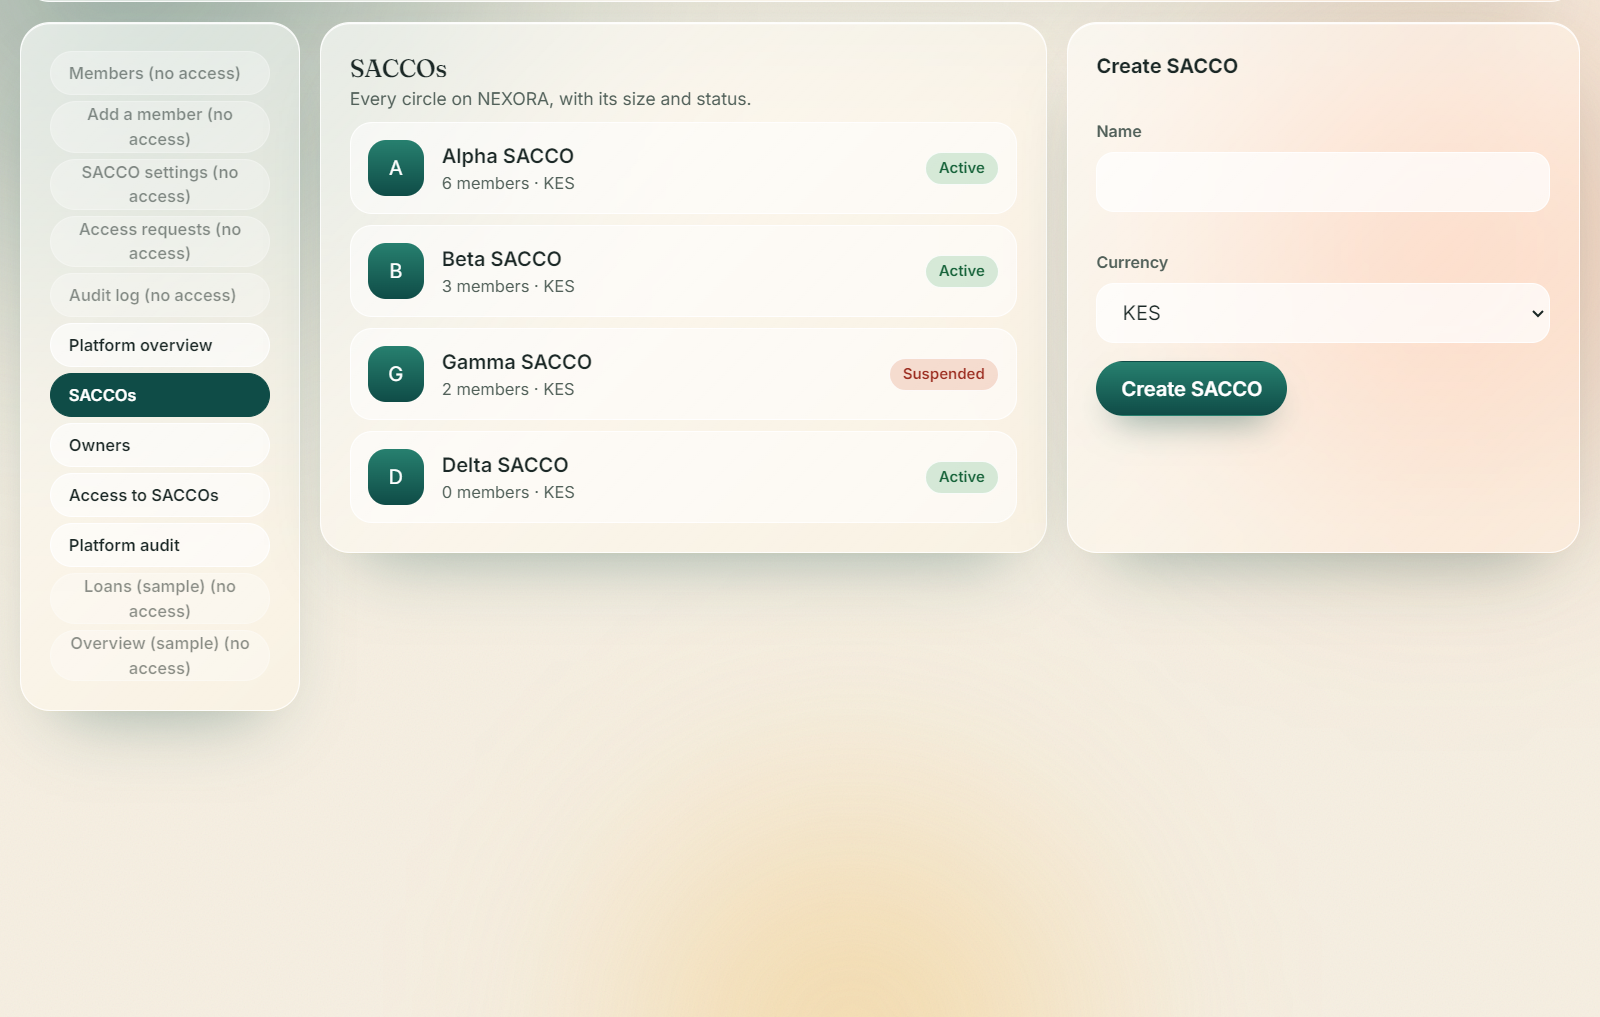 Members (no access)
Add a member (no
access)
SACCO settings (no
access)
Access requests (no
access)
Audit log (no access)
Platform overview
SACCOs
Owners
Access to SACCOs
Platform audit
Loans (sample) (no
access)
Overview (sample) (no
access)
SACCOs
Every circle on NEXORA, with its size and status.
A
Alpha SACCO
6 members · KES
Active
B
Beta SACCO
3 members · KES
Active
G
Gamma SACCO
2 members · KES
Suspended
D
Delta SACCO
0 members · KES
Active
Create SACCO
Name
Currency
KES
Create SACCO